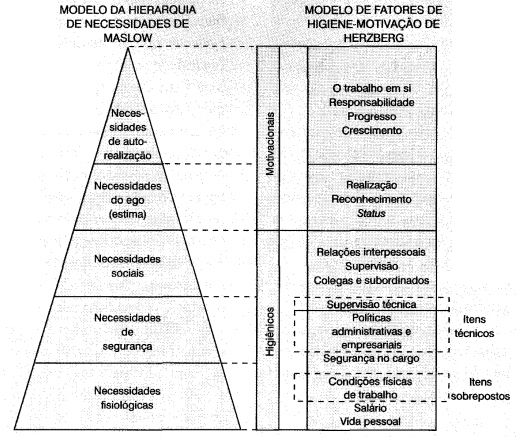 MODELO DA HIERARQUIA
DE NECESSIDADES DE
MASLOW
MODELO DE FATORES DE
HIGIENE-MOTIVAÇÃO DE
HERZBERG
Neces-
sidades
de auto-
realização
Necessidades
do ego
(estima)
Necessidades
sociais
Necessidades
de
segurança
Necessidades
fisiológicas
Motivacionais
Higiênicos
O trabalho em si
Responsabilidade
Progresso
Crescimento
Realização
Reconhecimento
Status
Relações interpessoais
Supervisão
Colegas e subordinados
Supervisão técnica
Políticas
administrativas e
empresariais
Segurança no cargo
Condições físicas
de trabalho
Salário
Vida pessoal
Itens
técnicos
Itens
sobrepostos